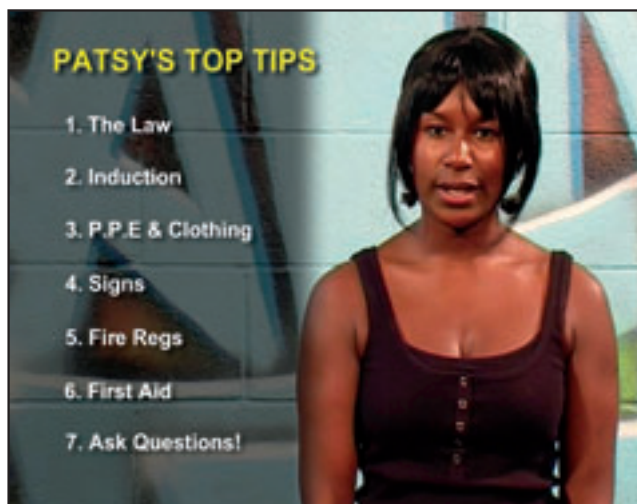 PATSY'S TOP TIPS
1. The Law
2. Induction
3. P.P.E & Clothing
4. Signs
5. Fire Regs
6. First Aid
7. Ask Questions!